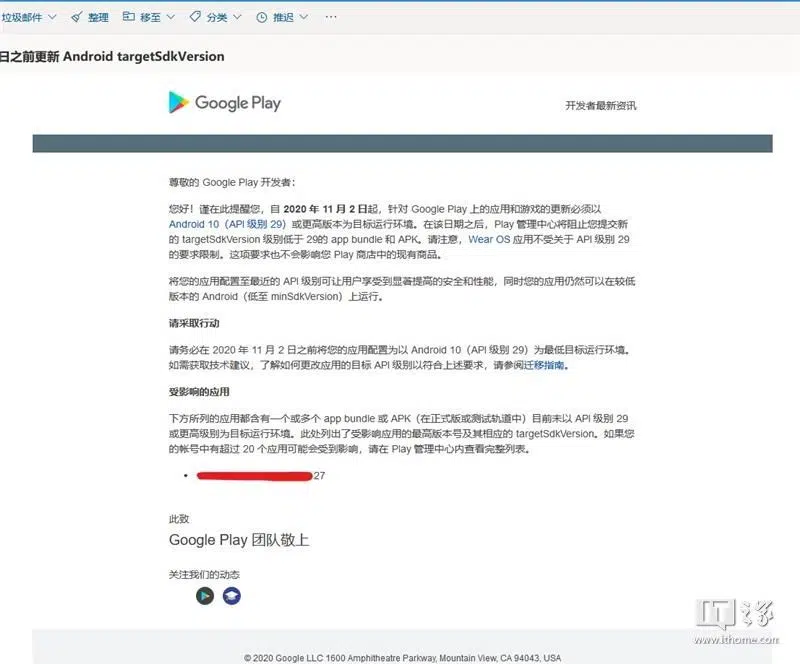 垃圾邮件 整理 移至 分类 推迟 ···
日之前更新 Android targetSdkVersion
Google Play 开发者最新资讯
尊敬的 Google Play 开发者：
您好！谨在此提醒您，自 2020 年 11 月 2 日起，针对 Google Play 上的应用和游戏的更新必须以
Android 10（API 级别 29）或更高版本为目标运行环境。在该日期之后，Play 管理中心将阻止您提交新
的 targetSdkVersion 级别低于 29的 app bundle 和 APK。请注意，Wear OS 应用不受关于 API 级别 29
的要求限制。这项要求也不会影响您 Play 商店中的现有商品。
将您的应用配置至最近的 API 级别可让用户享受到显著提高的安全和性能，同时您的应用仍然可以在较低
版本的 Android（低至 minSdkVersion）上运行。
请采取行动
请务必在 2020 年 11 月 2 日之前将您的应用配置为以 Android 10（API 级别 29）为最低目标运行环境。
如需获取技术建议，了解如何更改应用的目标 API 级别以符合上述要求，请参阅迁移指南。
受影响的应用
下方所列的应用都含有一个或多个 app bundle 或 APK（在正式版或测试轨道中）目前未以 API 级别 29
或更高级别为目标运行环境。此处列出了受影响应用的最高版本号及其相应的 targetSdkVersion。如果您
的帐号中有超过 20 个应用可能会受到影响，请在 Play 管理中心内查看完整列表。
• 27
此致
Google Play 团队敬上
关注我们的动态
© 2020 Google LLC 1600 Amphitheatre Parkway, Mountain View, CA 94043, USA
IT之家
www.ithome.com